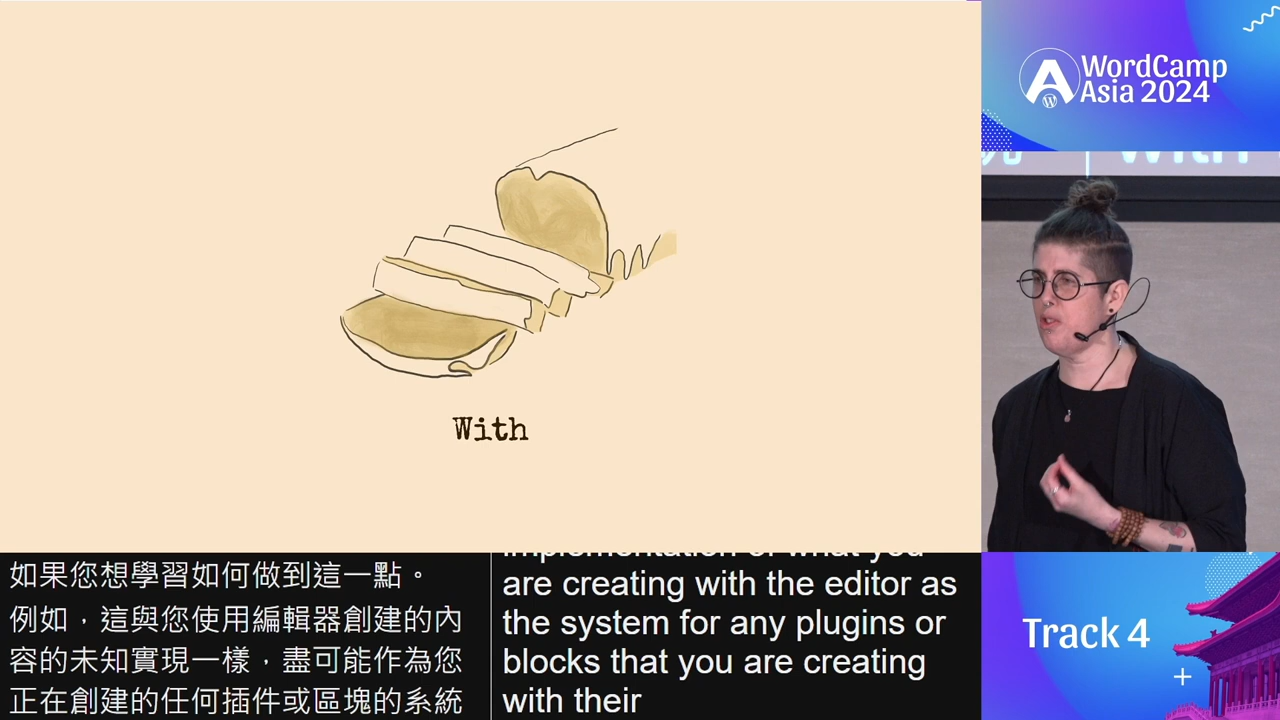 With
WordCamp
Asia 2024
如果您想學習如何做到這一點。
例如，這與您使用編輯器創建的內
容的未知實現一樣，盡可能作為您
正在創建的任何插件或區塊的系統
implementation of what you
are creating with the editor as
the system for any plugins or
blocks that you are creating
with their
Track 4